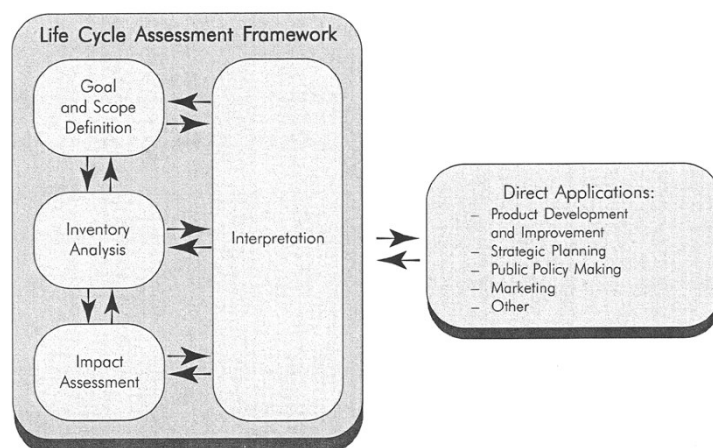 Life Cycle Assessment Framework
Goal
and Scope
Definition
Inventory
Analysis
Impact
Assessment
Interpretation
Direct Applications:
– Product Development
and Improvement
– Strategic Planning
– Public Policy Making
– Marketing
– Other